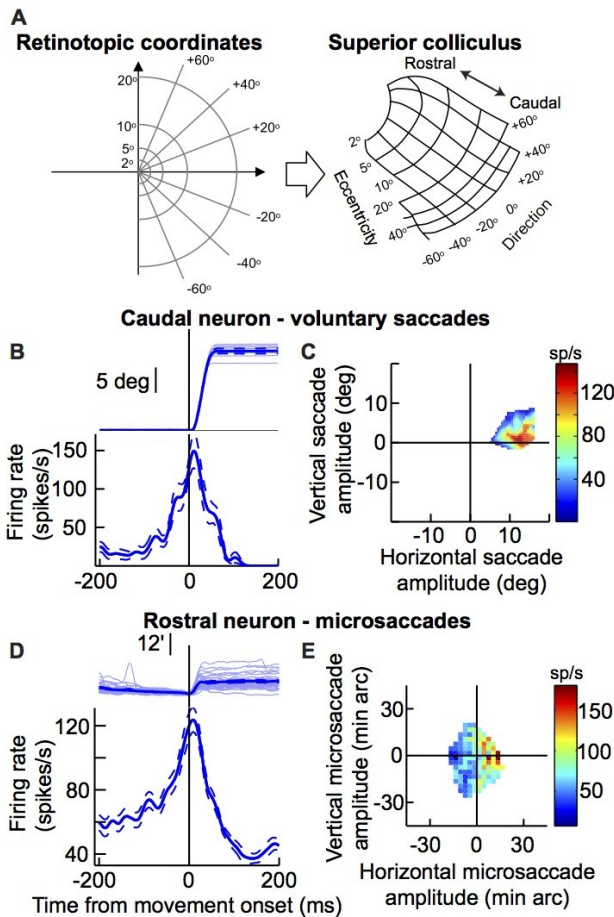 A
Retinotopic coordinates
Superior colliculus
+60°
20°
+40°
10°
+20°
5°
2°
-20°
-40°
-60°
Rostral
Caudal
2°
5°
10°
20°
40°
Eccentricity
+60°
+40°
+20°
0°
-20°
-40°
-60°
Direction
Caudal neuron - voluntary saccades
B
5 deg
Firing rate
(spikes/s)
150
100
50
-200
0
200
C
sp/s
Vertical saccade
amplitude (deg)
20
10
0
-10
-10
0
10
Horizontal saccade
amplitude (deg)
120
80
40
Rostral neuron - microsaccades
D
12'
Firing rate
(spikes/s)
120
80
40
-200
0
200
Time from movement onset (ms)
E
sp/s
Vertical microsaccade
amplitude (min arc)
30
0
-30
-30
0
30
Horizontal microsaccade
amplitude (min arc)
150
100
50